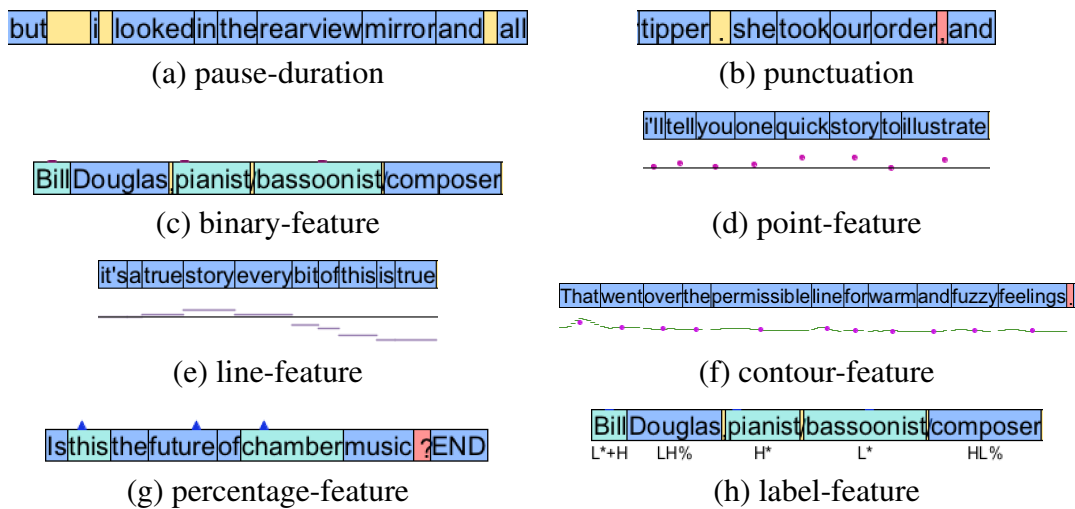 but i looked in the rearview mirror and all
(a) pause-duration
tipper . she took our order , and
(b) punctuation
Bill Douglas , pianist / bassoonist / composer
(c) binary-feature
i'll tell you one quick story to illustrate
(d) point-feature
it's a true story every bit of this is true
(e) line-feature
That went over the permissible line for warm and fuzzy feelings .
(f) contour-feature
Is this the future of chamber music ? END
(g) percentage-feature
Bill Douglas , pianist / bassoonist / composer
L*+H LH% H* L* HL%
(h) label-feature